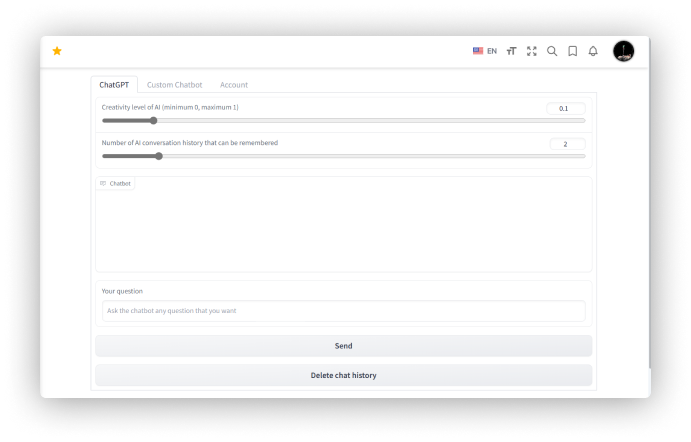 EN
ChatGPT Custom Chatbot Account
Creativity level of AI (minimum 0, maximum 1) 0.1
Number of AI conversation history that can be remembered 2
Chatbot
Your question
Ask the chatbot any question that you want
Send
Delete chat history